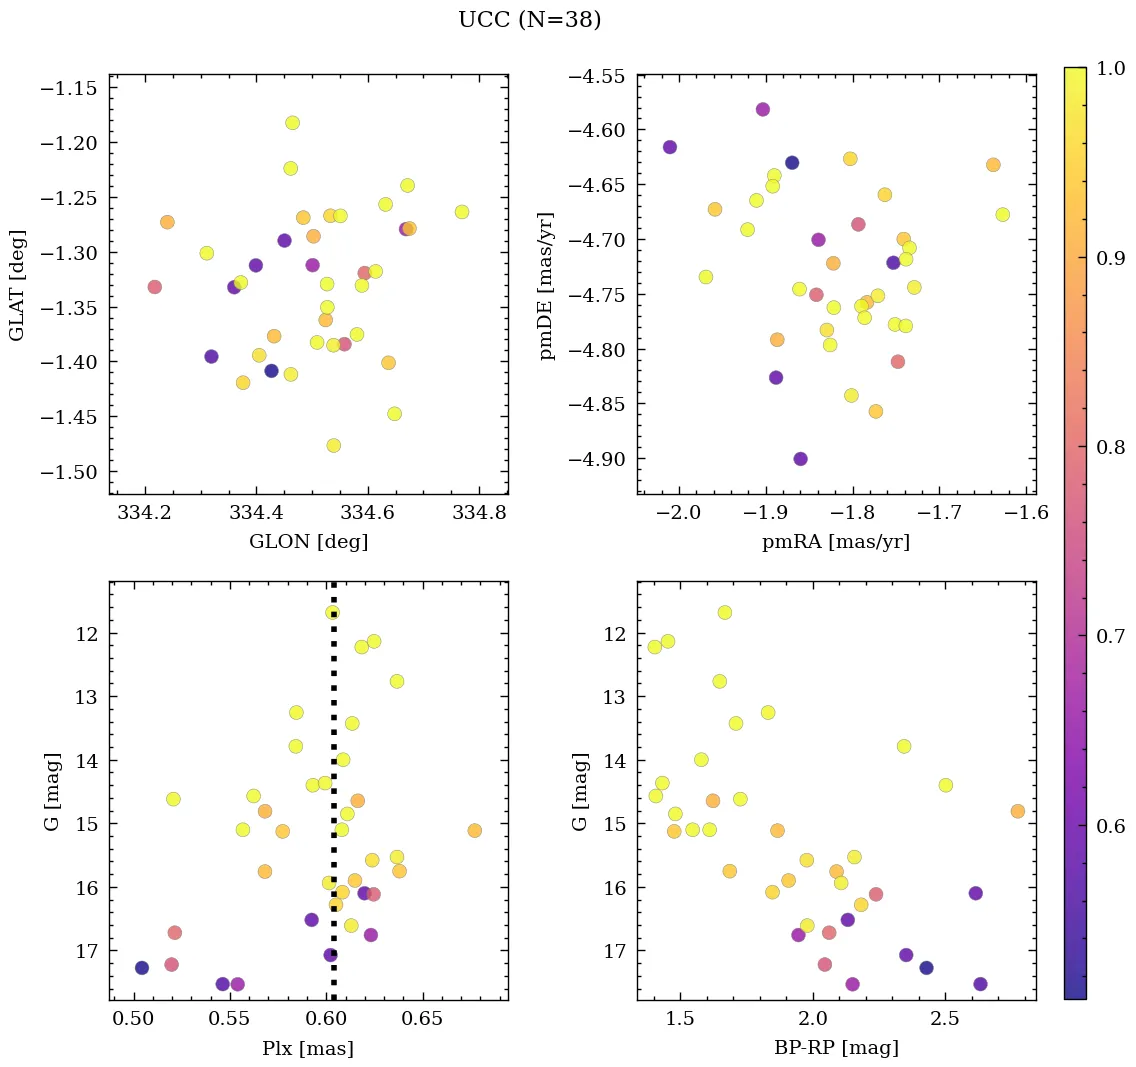 UCC (N=38)
−1.15
−1.20
−1.25
−1.30
−1.35
−1.40
−1.45
−1.50
GLAT [deg]
334.2 334.4 334.6 334.8
GLON [deg]
−4.55
−4.60
−4.65
−4.70
−4.75
−4.80
−4.85
−4.90
pmDE [mas/yr]
−2.0 −1.9 −1.8 −1.7 −1.6
pmRA [mas/yr]
12
13
14
15
16
17
G [mag]
0.50 0.55 0.60 0.65
Plx [mas]
12
13
14
15
16
17
G [mag]
1.5 2.0 2.5
BP-RP [mag]
1.0
0.9
0.8
0.7
0.6